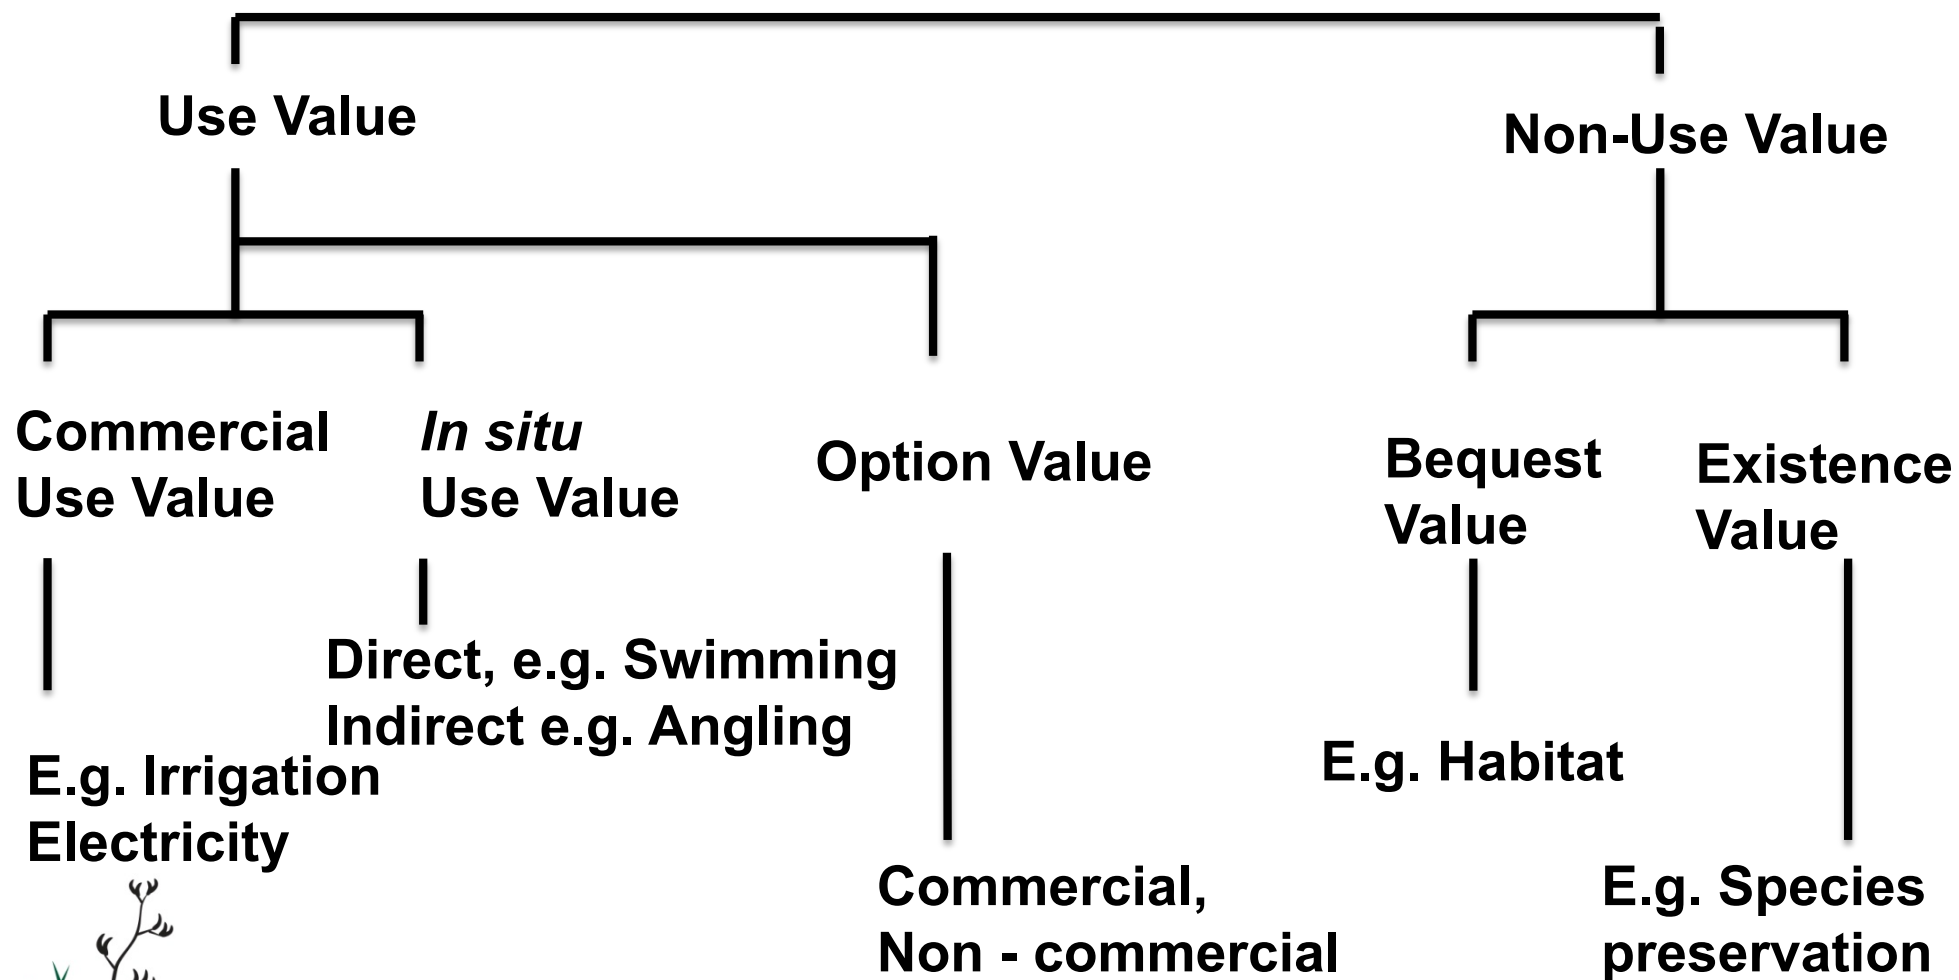 Use Value
Non-Use Value
Commercial
Use Value
In situ
Use Value
Option Value
Bequest
Value
Existence
Value
Direct, e.g. Swimming
Indirect e.g. Angling
E.g. Irrigation
Electricity
E.g. Habitat
Commercial,
Non - commercial
E.g. Species
preservation